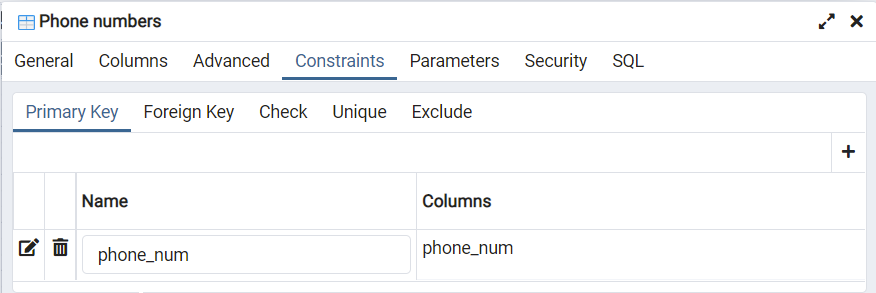 Phone numbers
General Columns Advanced Constraints Parameters Security SQL
Primary Key Foreign Key Check Unique Exclude
Name Columns
phone_num phone_num